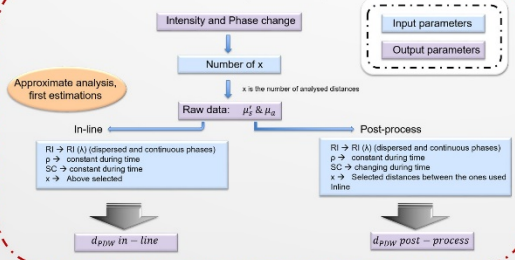 Intensity and Phase change
Input parameters
Output parameters
Number of x
x is the number of analysed distances
Approximate analysis,
first estimations
Raw data: μ′ₛ & μₐ
In-line
Post-process
RI → RI (λ) (dispersed and continuous phases)
ρ → constant during time
SC → constant during time
x → Above selected
RI → RI (λ) (dispersed and continuous phases)
ρ → constant during time
SC → changing during time
x → Selected distances between the ones used
Inline
d_PDW in − line
d_PDW post − process